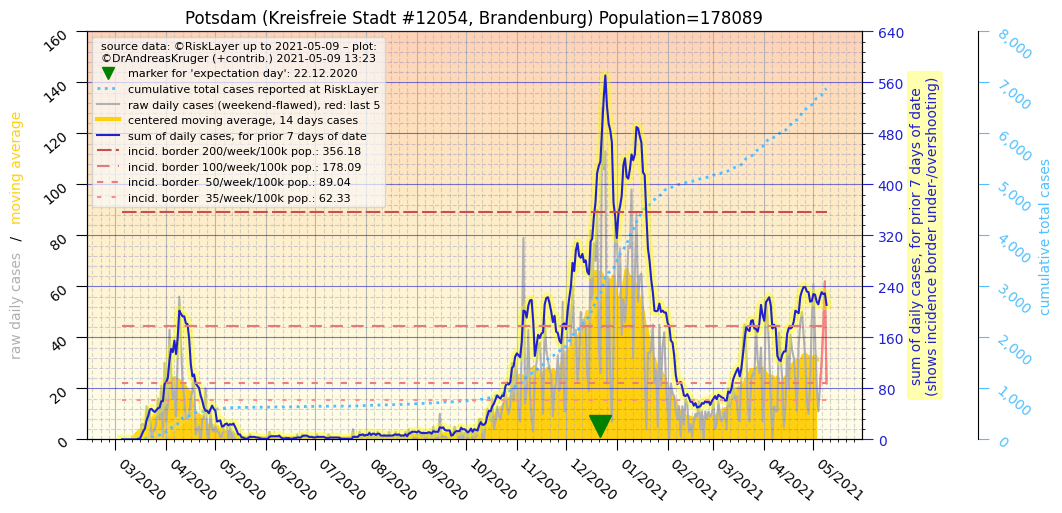 Potsdam (Kreisfreie Stadt #12054, Brandenburg) Population=178089
source data: ©RiskLayer up to 2021-05-09 – plot:
©DrAndreasKruger (+contrib.) 2021-05-09 13:23
marker for 'expectation day': 22.12.2020
cumulative total cases reported at RiskLayer
raw daily cases (weekend-flawed), red: last 5
centered moving average, 14 days cases
sum of daily cases, for prior 7 days of date
incid. border 200/week/100k pop.: 356.18
incid. border 100/week/100k pop.: 178.09
incid. border  50/week/100k pop.: 89.04
incid. border  35/week/100k pop.: 62.33
raw daily cases  /  moving average
160
140
120
100
80
60
40
20
0
03/2020
04/2020
05/2020
06/2020
07/2020
08/2020
09/2020
10/2020
11/2020
12/2020
01/2021
02/2021
03/2021
04/2021
05/2021
640
560
480
400
320
240
160
80
0
sum of daily cases, for prior 7 days of date
(shows incidence border under-/overshooting)
8,000
7,000
6,000
5,000
4,000
3,000
2,000
1,000
0
cumulative total cases